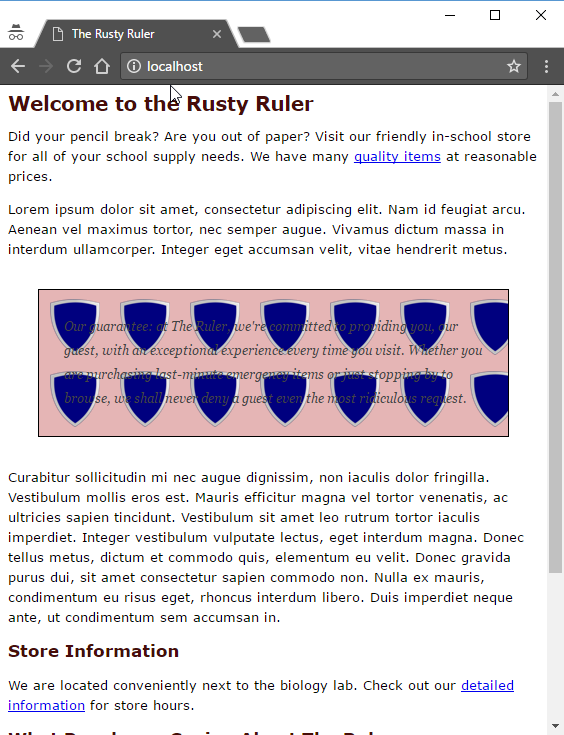 The Rusty Ruler
localhost
Welcome to the Rusty Ruler
Did your pencil break? Are you out of paper? Visit our friendly in-school store
for all of your school supply needs. We have many quality items at reasonable
prices.
Lorem ipsum dolor sit amet, consectetur adipiscing elit. Nam id feugiat arcu.
Aenean vel maximus tortor, nec semper augue. Vivamus dictum massa in
interdum ullamcorper. Integer eget accumsan velit, vitae hendrerit metus.
Our guarantee: at The Ruler, we're committed to providing you, our
guest, with an exceptional experience every time you visit. Whether you
are purchasing last-minute emergency items or just stopping by to
browse, we shall never deny a guest even the most ridiculous request.
Curabitur sollicitudin mi nec augue dignissim, non iaculis dolor fringilla.
Vestibulum mollis eros est. Mauris efficitur magna vel tortor venenatis, ac
ultricies sapien tincidunt. Vestibulum sit amet leo rutrum tortor iaculis
imperdiet. Integer vestibulum vulputate lectus, eget interdum magna. Donec
tellus metus, dictum et commodo quis, elementum eu velit. Donec gravida
purus dui, sit amet consectetur sapien commodo non. Nulla ex mauris,
condimentum eu risus eget, rhoncus interdum libero. Duis imperdiet neque
ante, ut condimentum sem accumsan in.
Store Information
We are located conveniently next to the biology lab. Check out our detailed
information for store hours.